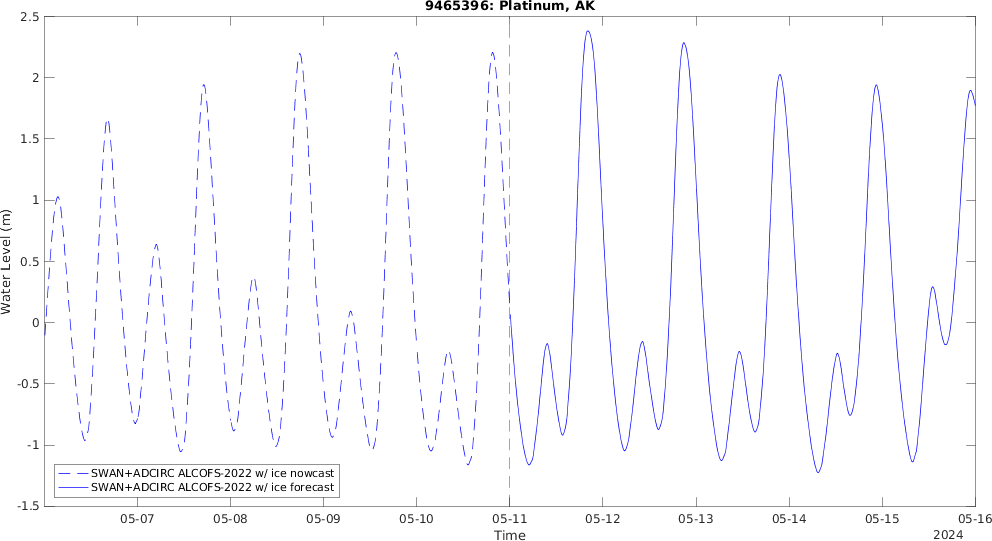 9465396: Platinum, AK
2.5
2
1.5
1
0.5
0
-0.5
-1
-1.5
Water Level (m)
SWAN+ADCIRC ALCOFS-2022 w/ ice nowcast
SWAN+ADCIRC ALCOFS-2022 w/ ice forecast
05-07 05-08 05-09 05-10 05-11 05-12 05-13 05-14 05-15 05-16
Time
2024